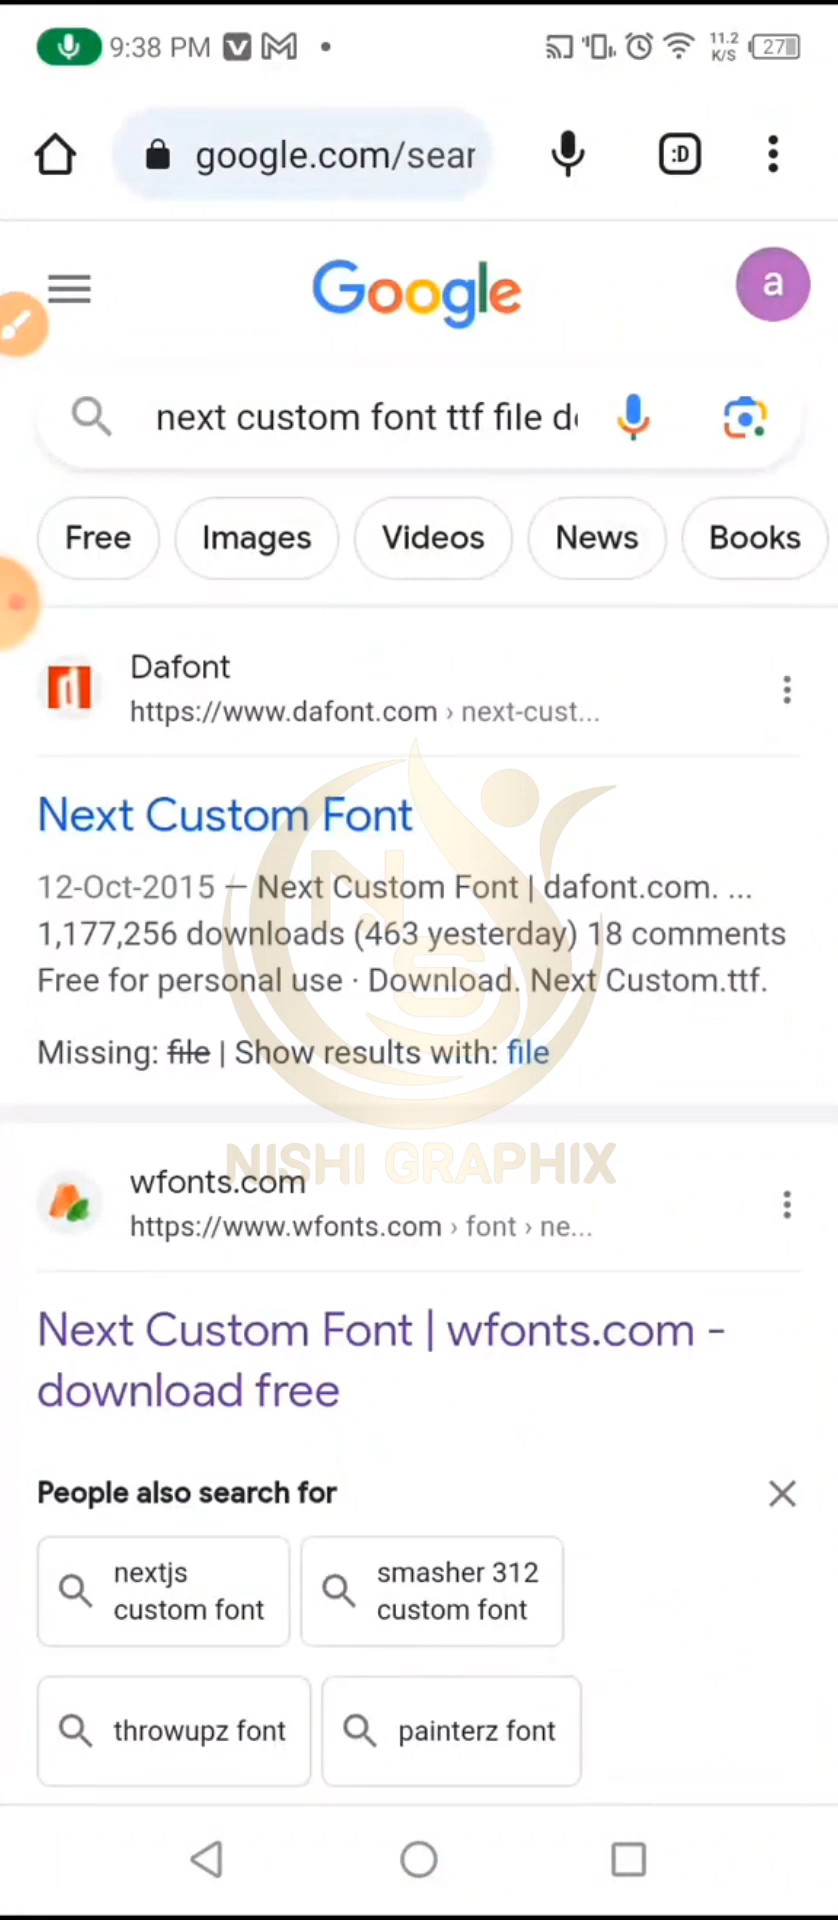 9:38 PM
11.2
K/S
27
google.com/sear
:D
Google
a
next custom font ttf file d
Free
Images
Videos
News
Books
Dafont
https://www.dafont.com › next-cust...
Next Custom Font
12-Oct-2015 — Next Custom Font | dafont.com. ...
1,177,256 downloads (463 yesterday) 18 comments
Free for personal use · Download. Next Custom.ttf.
Missing: file | Show results with: file
NS
NISHI GRAPHIX
wfonts.com
https://www.wfonts.com › font › ne...
Next Custom Font | wfonts.com -
download free
People also search for
nextjs
custom font
smasher 312
custom font
throwupz font
painterz font